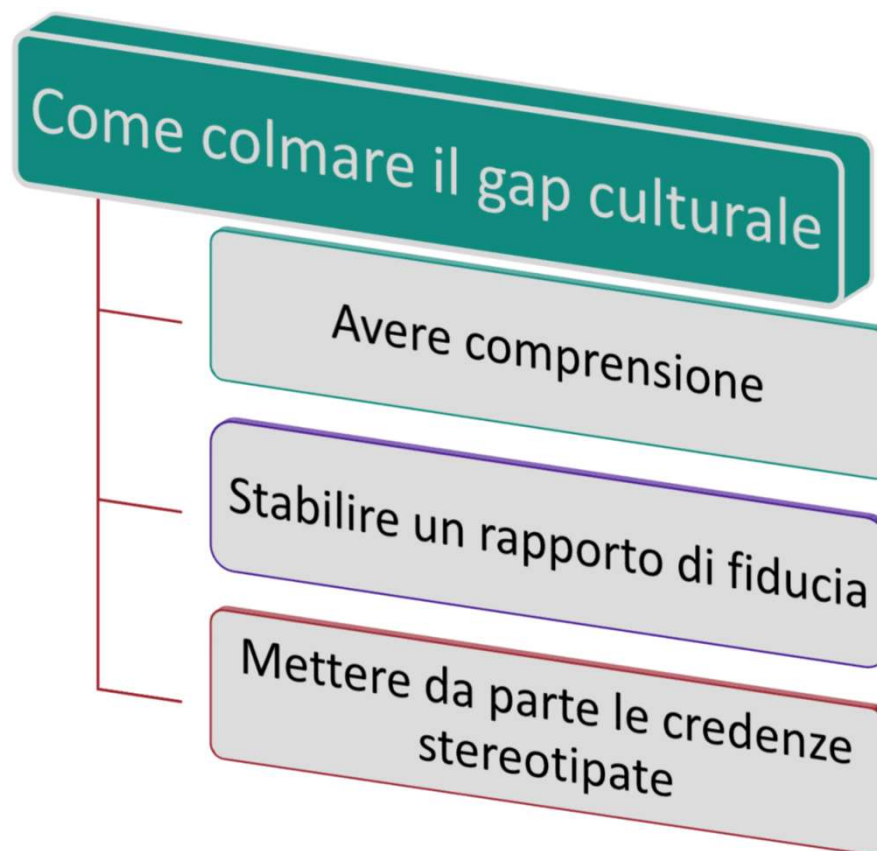 Come colmare il gap culturale
Avere comprensione
Stabilire un rapporto di fiducia
Mettere da parte le credenze
stereotipate